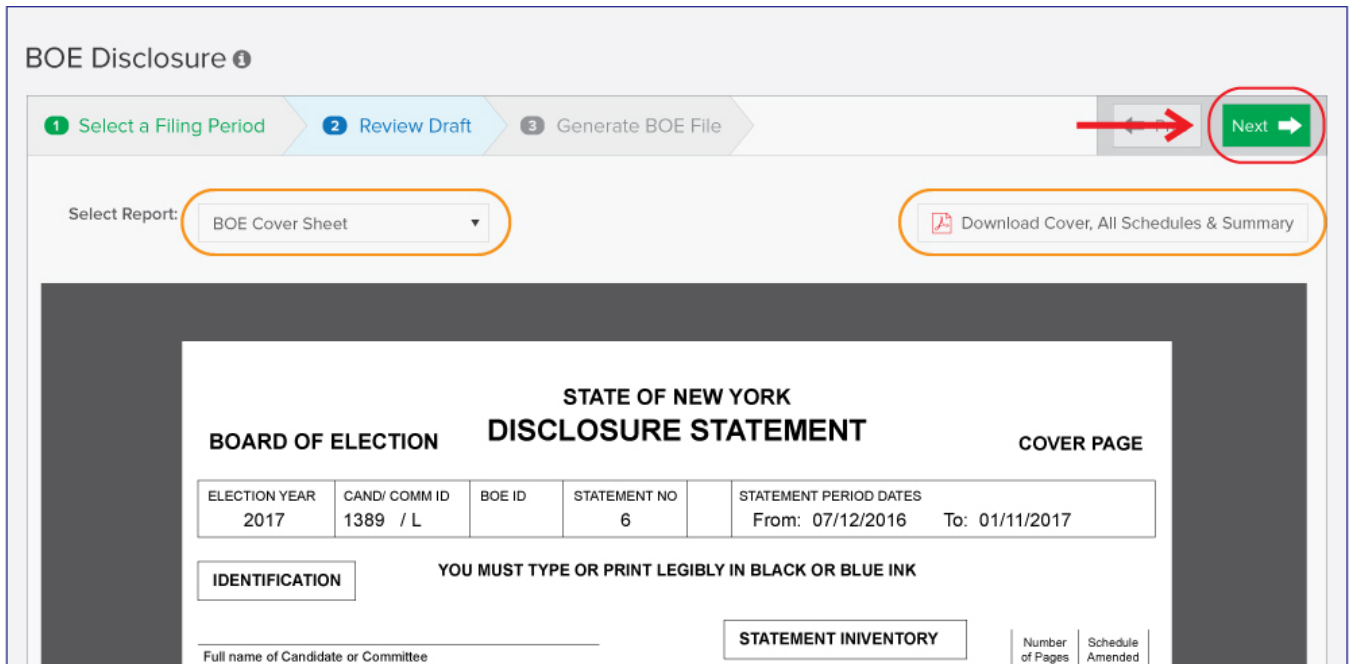 BOE Disclosure
1 Select a Filing Period
2 Review Draft
3 Generate BOE File
Next
Select Report:
BOE Cover Sheet
Download Cover, All Schedules & Summary
STATE OF NEW YORK
BOARD OF ELECTION
DISCLOSURE STATEMENT
COVER PAGE
ELECTION YEAR CAND/ COMM ID BOE ID STATEMENT NO STATEMENT PERIOD DATES
2017 1389 / L 6 From: 07/12/2016 To: 01/11/2017
IDENTIFICATION
YOU MUST TYPE OR PRINT LEGIBLY IN BLACK OR BLUE INK
STATEMENT INIVENTORY
Number of Pages
Schedule Amended
Full name of Candidate or Committee